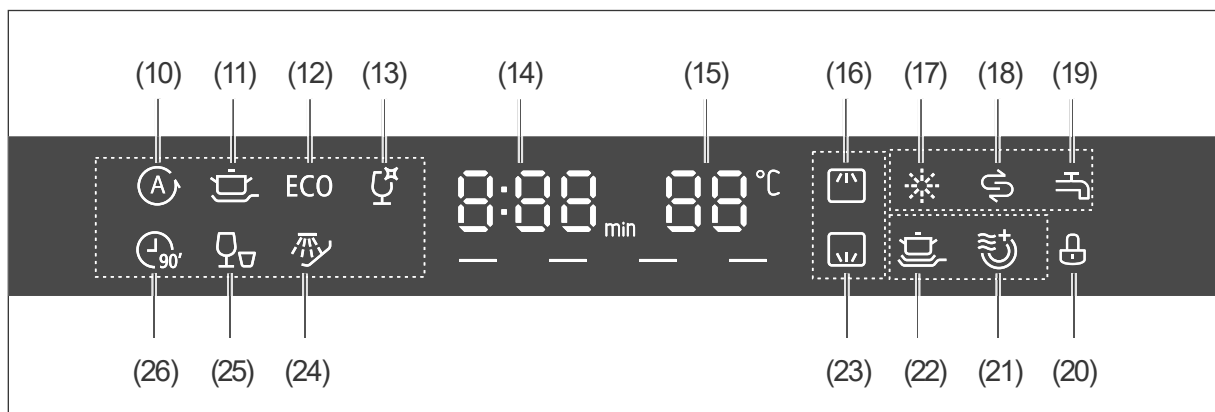 (10) (11) (12) (13) (14) (15) (16) (17) (18) (19)
A ECO 8:88 min 88 °C
90'
(26) (25) (24) (23) (22) (21) (20)